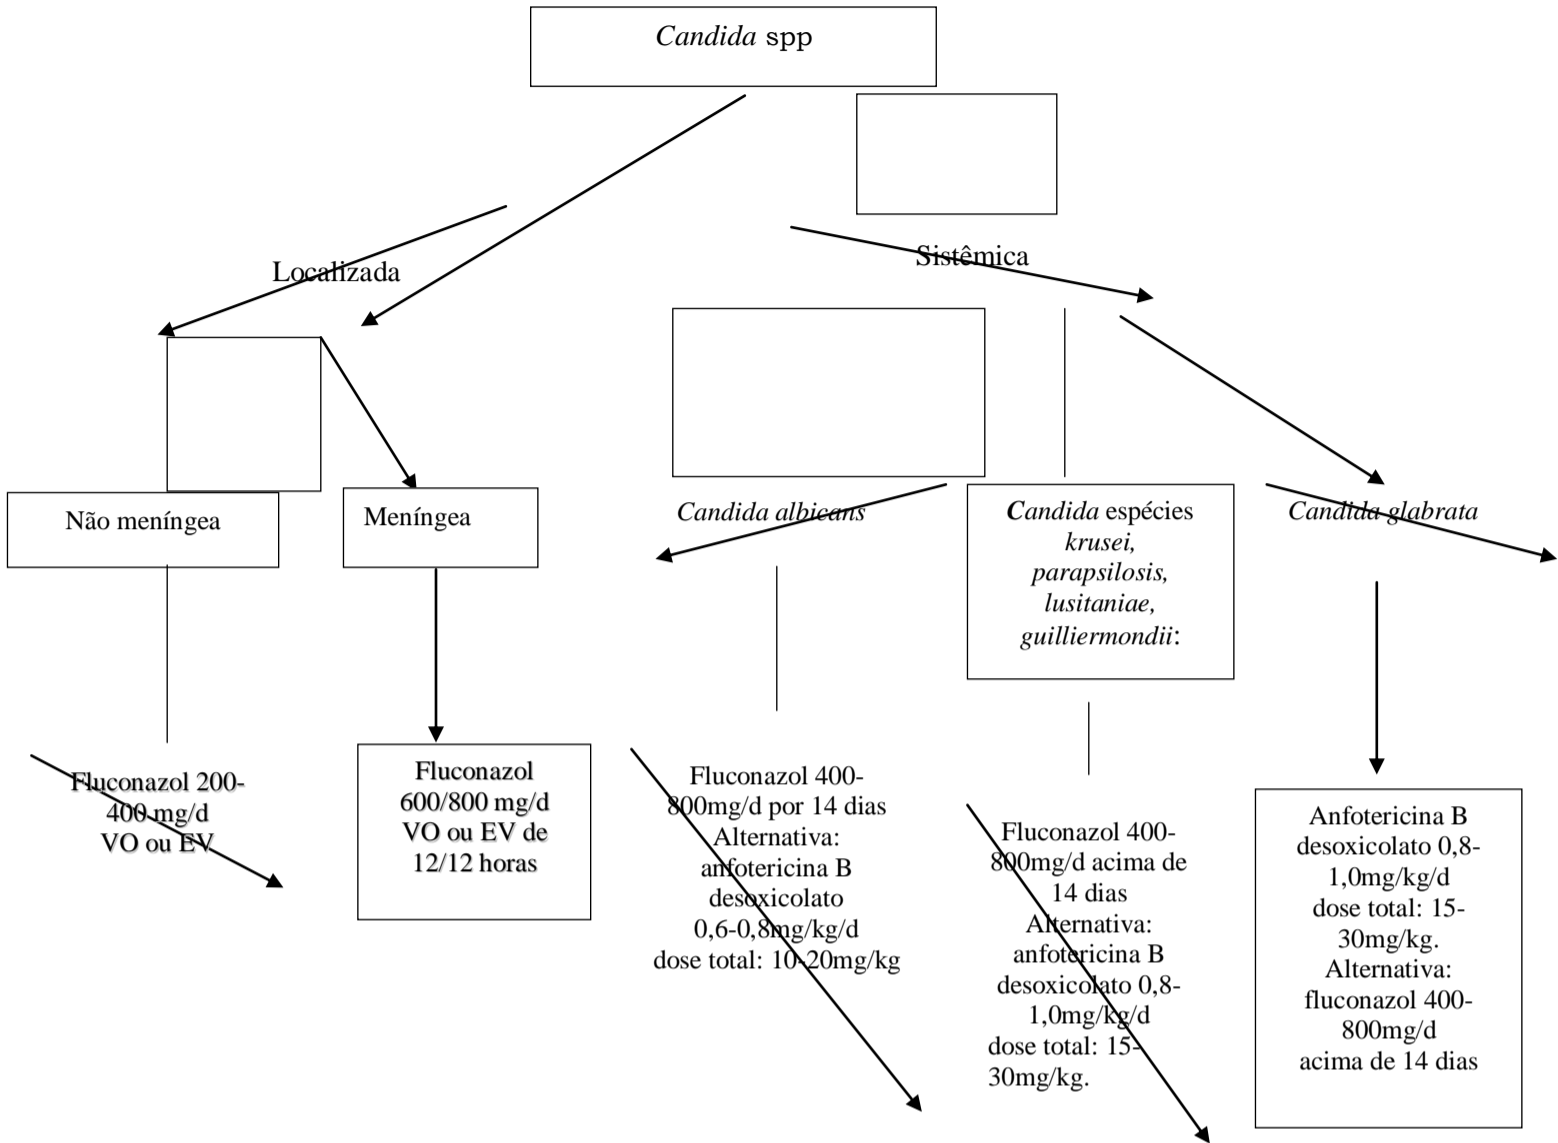 Candida spp
Localizada
Sistêmica
Não meníngea
Meníngea
Candida albicans
Candida espécies
krusei,
parapsilosis,
lusitaniae,
guilliermondii:
Candida glabrata
Fluconazol 200-
400 mg/d
VO ou EV
Fluconazol
600/800 mg/d
VO ou EV de
12/12 horas
Fluconazol 400-
800mg/d por 14 dias
Alternativa:
anfotericina B
desoxicolato
0,6-0,8mg/kg/d
dose total: 10-20mg/kg
Fluconazol 400-
800mg/d acima de
14 dias
Alternativa:
anfotericina B
desoxicolato 0,8-
1,0mg/kg/d
dose total: 15-
30mg/kg.
Anfotericina B
desoxicolato 0,8-
1,0mg/kg/d
dose total: 15-
30mg/kg.
Alternativa:
fluconazol 400-
800mg/d
acima de 14 dias